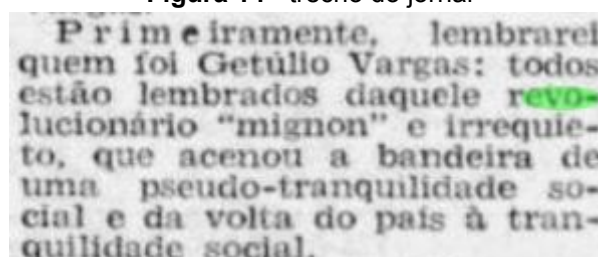 Primeiramente, lembrarei
quem foi Getúlio Vargas: todos
estão lembrados daquele revo-
lucionário “mignon” e irrequie-
to, que acenou a bandeira de
uma pseudo-tranquilidade so-
cial e da volta do país à tran-
quilidade social.